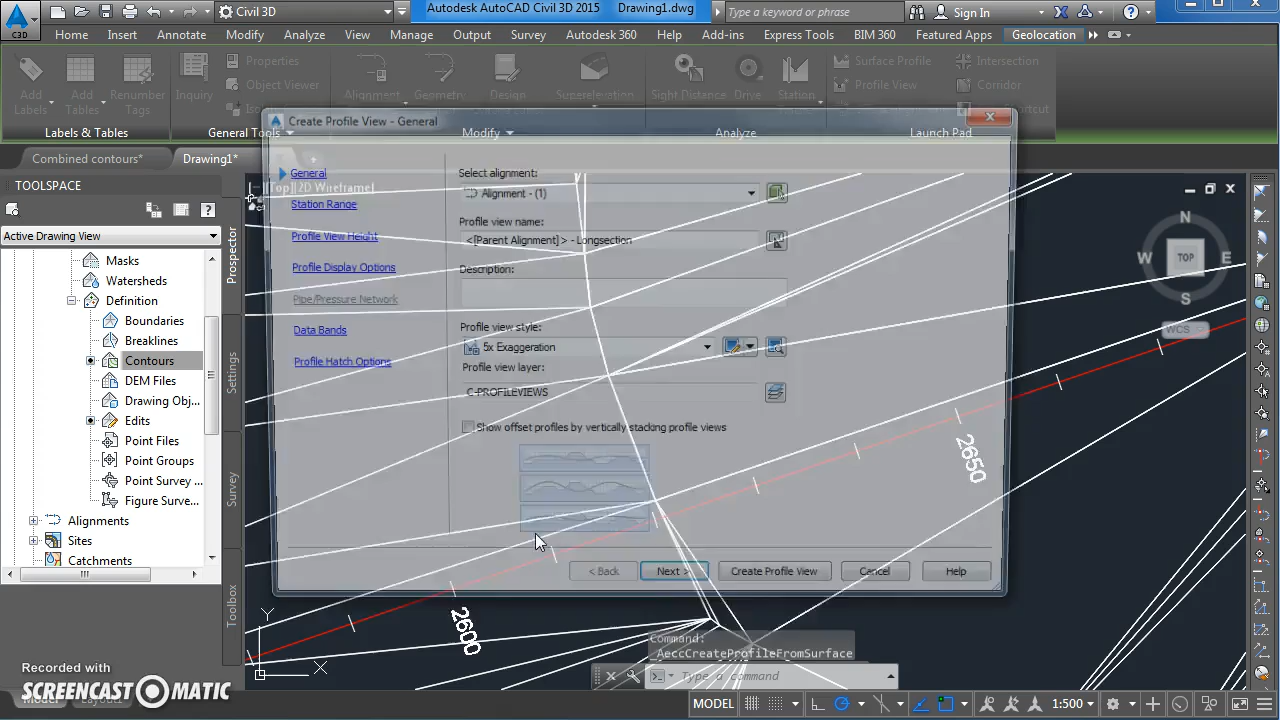 Civil 3D
Autodesk AutoCAD Civil 3D 2015 Drawing1.dwg
Type a keyword or phrase
Sign In
C3D
Home Insert Annotate Modify Analyze View Manage Output Survey Autodesk 360 Help Add-ins Express Tools BIM 360 Featured Apps Geolocation
Add Labels
Add Tables
Renumber Tags
Inquiry
Properties
Object Viewer
Alignment
Geometry
Design
Superelevation
Sight Distance
Drive
Station
Surface Profile
Profile View
Intersection
Corridor
Labels & Tables
General Tools
Modify
Analyze
Launch Pad
Combined contours*
Drawing1*
[−][Top][2D Wireframe]
TOOLSPACE
Active Drawing View
Masks
Watersheds
Definition
Boundaries
Breaklines
Contours
DEM Files
Drawing Obj...
Edits
Point Files
Point Groups
Point Survey ...
Figure Surve...
Alignments
Sites
Catchments
Prospector
Settings
Survey
Toolbox
Create Profile View - General
General
Station Range
Profile View Height
Profile Display Options
Pipe/Pressure Network
Data Bands
Profile Hatch Options
Select alignment:
Alignment - (1)
Profile view name:
<[Parent Alignment]> - Longsection
Description:
Profile view style:
5x Exaggeration
Profile view layer:
C-PROFILEVIEWS
Show offset profiles by vertically stacking profile views
< Back
Next >
Create Profile View
Cancel
Help
N
W
TOP
E
S
WCS
2650
2600
Y
X
Command:
_AeccCreateProfileFromSurface
Type a command
Recorded with
SCREENCAST MATIC
Model
Layout1
MODEL
1:500